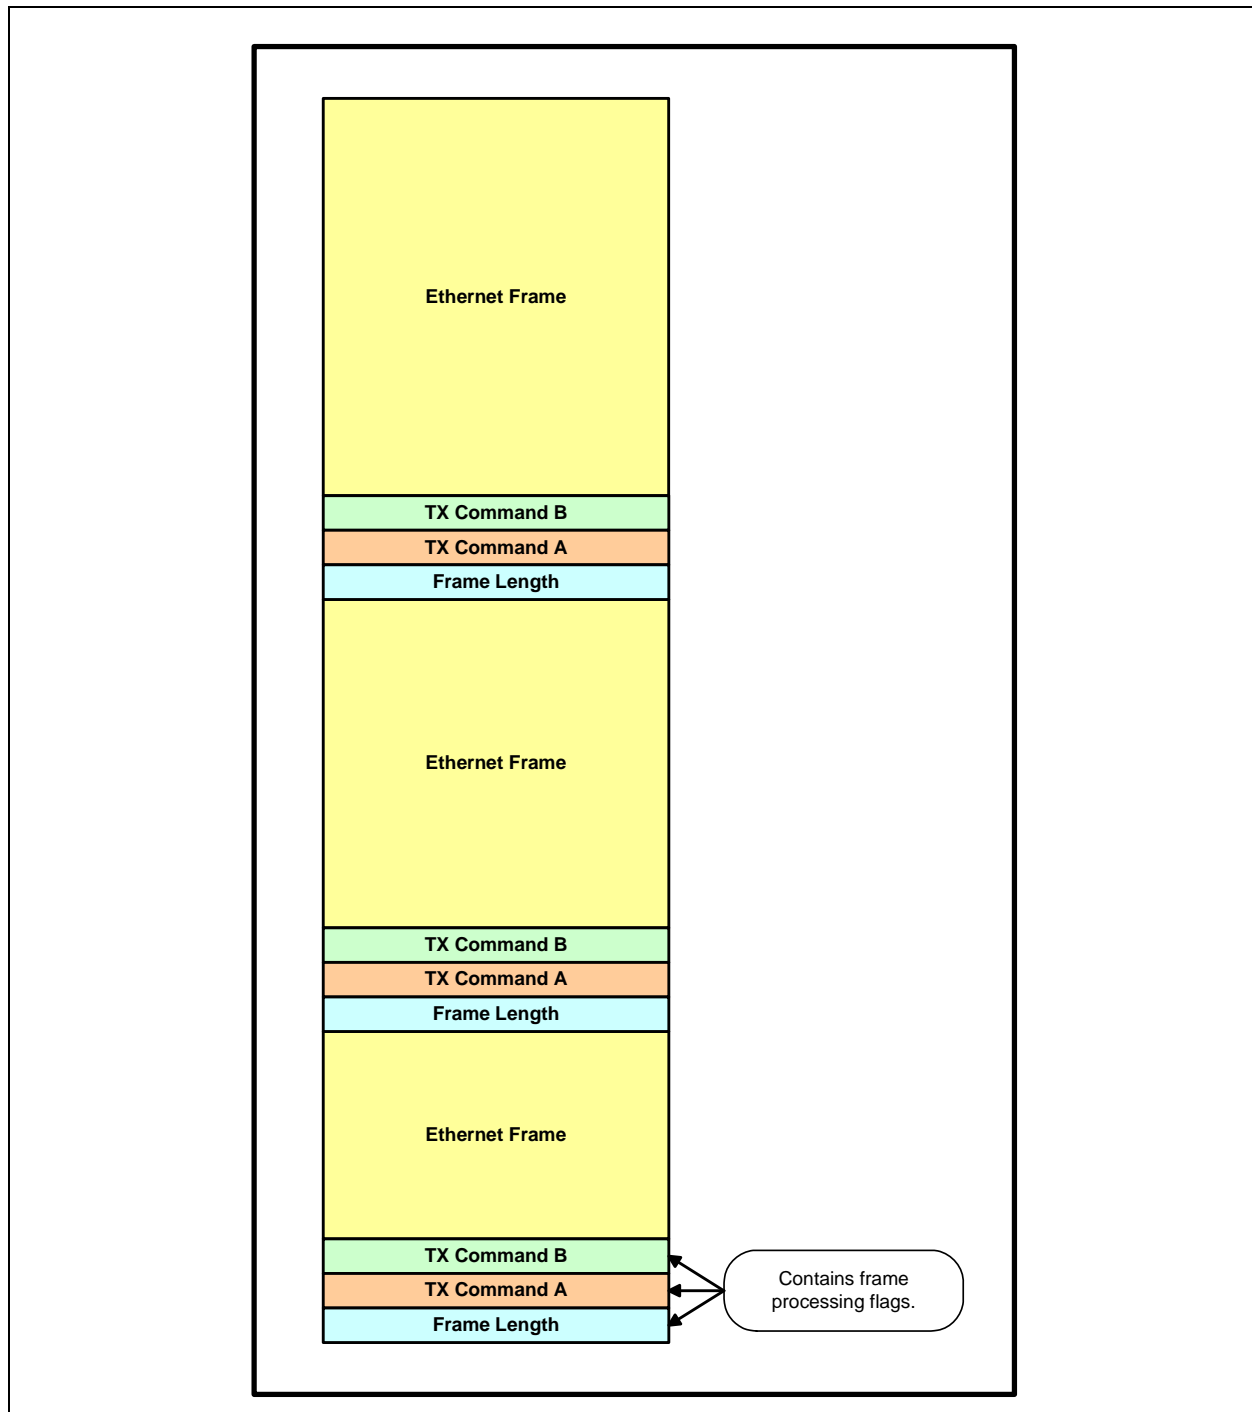 Ethernet Frame
TX Command B
TX Command A
Frame Length
Ethernet Frame
TX Command B
TX Command A
Frame Length
Ethernet Frame
TX Command B
TX Command A
Frame Length
Contains frame
processing flags.